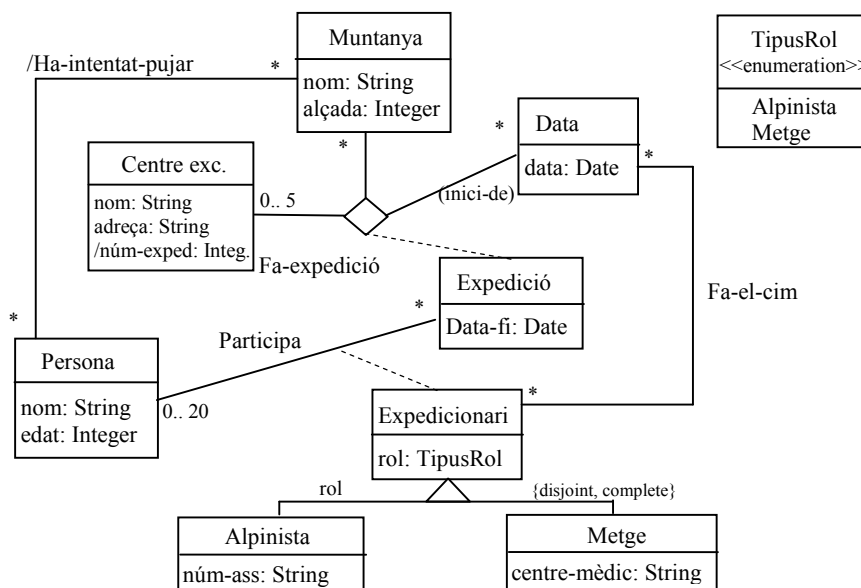 Muntanya
nom: String
alçada: Integer
TipusRol
<<enumeration>>
Alpinista
Metge
/Ha-intentat-pujar
*
*
*
Data
data: Date
*
Centre exc.
nom: String
adreça: String
/núm-exped: Integ.
0.. 5
(inici-de)
Fa-expedició
Expedició
Data-fi: Date
Fa-el-cim
*
*
Participa
Persona
nom: String
edat: Integer
0.. 20
Expedicionari
rol: TipusRol
*
rol
{disjoint, complete}
Alpinista
núm-ass: String
Metge
centre-mèdic: String